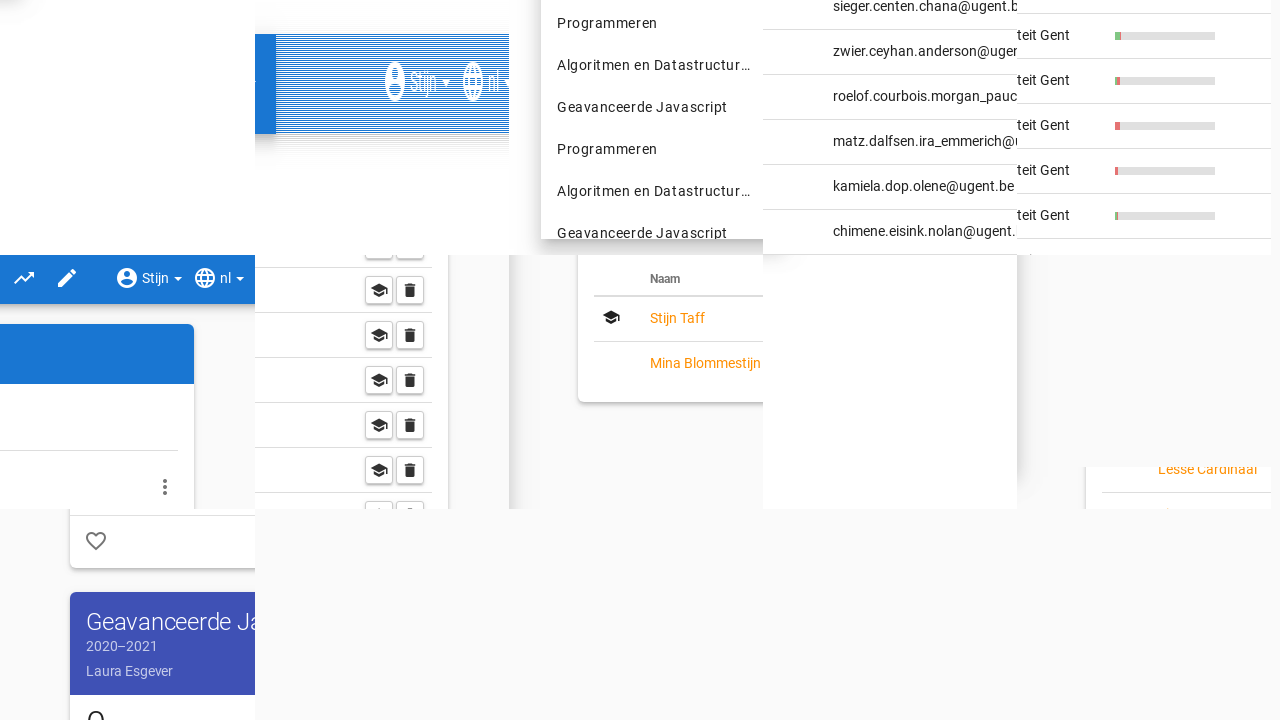 Stijn nl
Programmeren
Algoritmen en Datastructur…
Geavanceerde Javascript
Programmeren
Algoritmen en Datastructur…
Geavanceerde Javascript
sieger.centen.chana@ugent.b
zwier.ceyhan.anderson@uger
roelof.courbois.morgan_pauc
matz.dalfsen.ira_emmerich@
kamiela.dop.olene@ugent.be
chimene.eisink.nolan@ugent.
teit Gent
teit Gent
teit Gent
teit Gent
teit Gent
Stijn nl
Naam
Stijn Taff
Mina Blommestijn
Lesse Cardinaal
Geavanceerde Ja
2020–2021
Laura Esgever